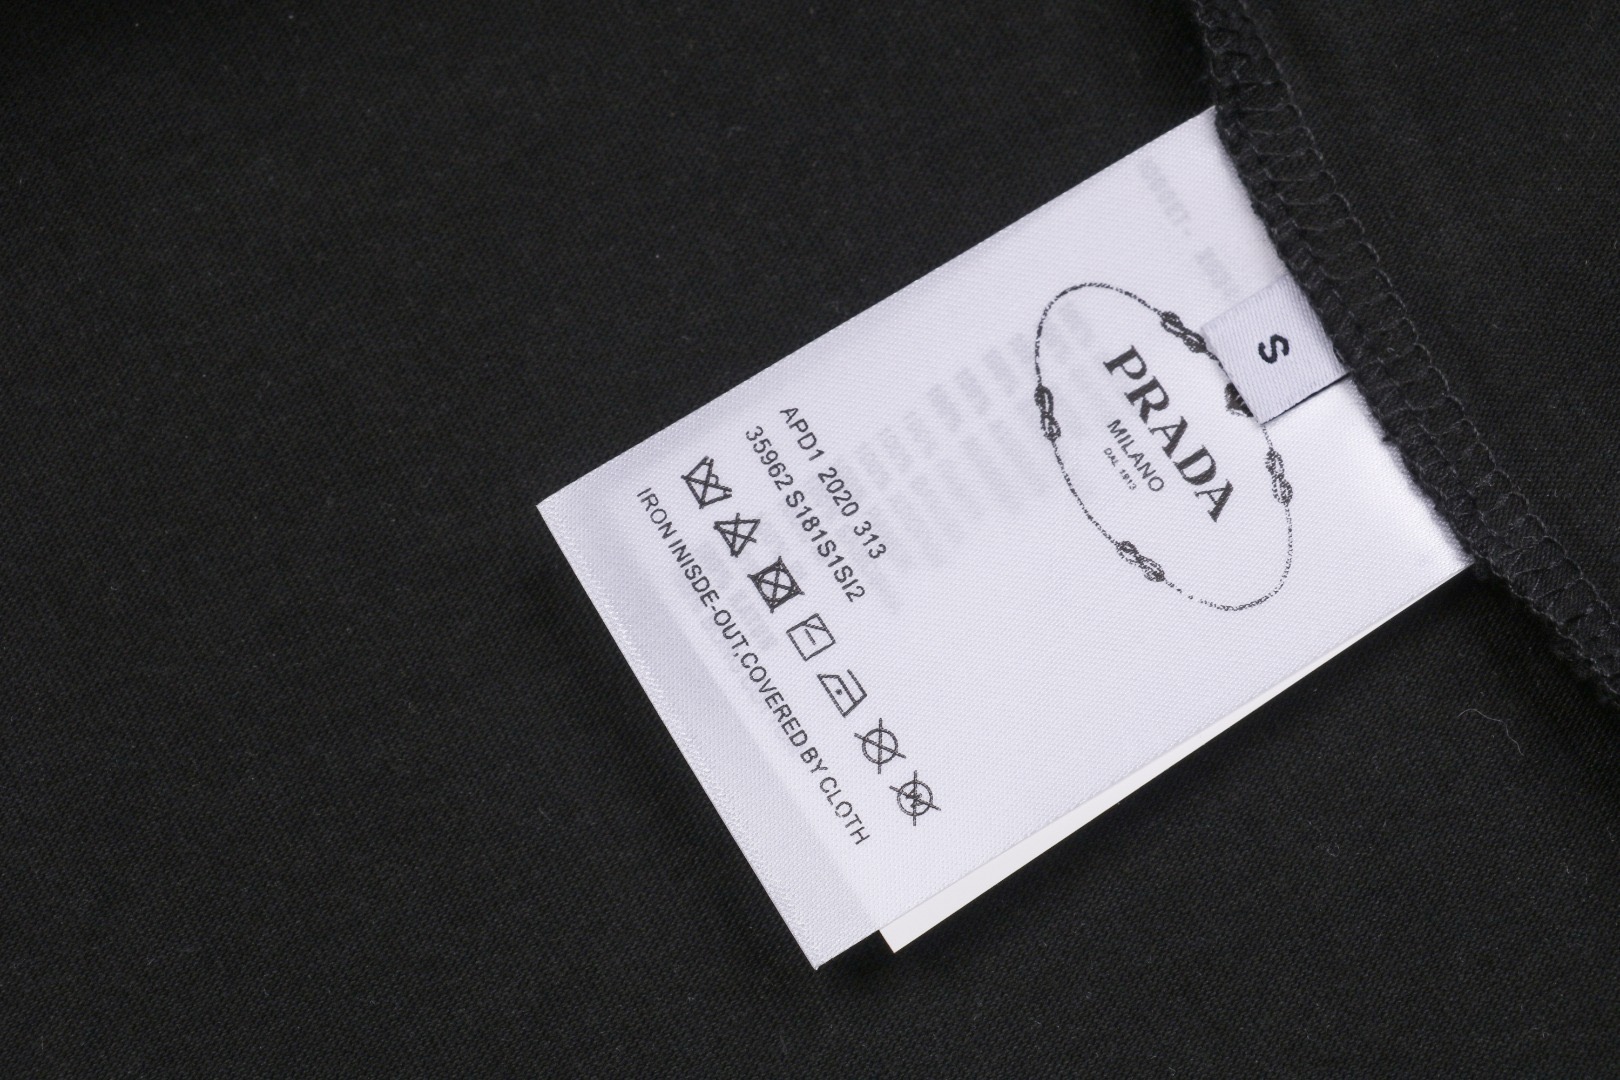 S
PRADA
MILANO
DAL 1913
APD1 2020 313
35962 S181S1SI2
IRON INISDE-OUT,COVERED BY CLOTH